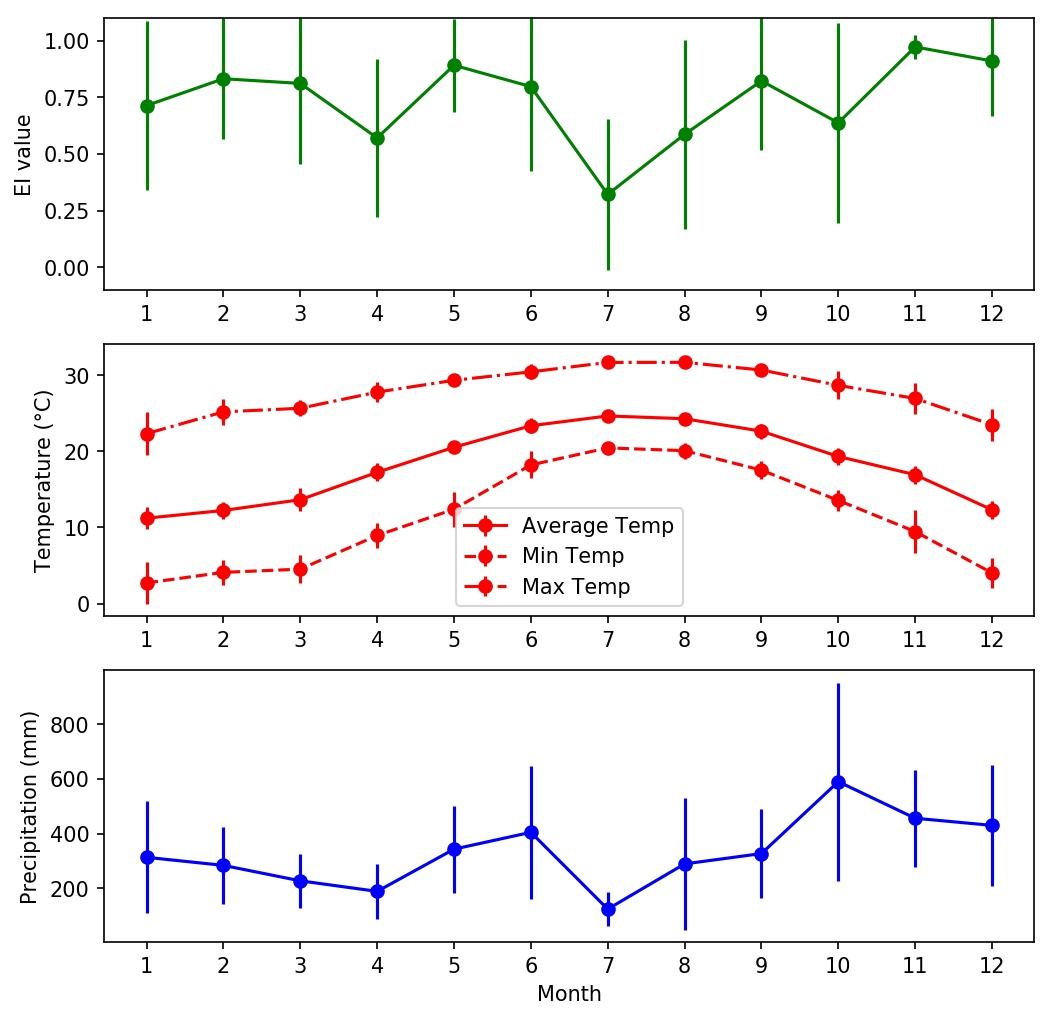 EI value
1.00
0.75
0.50
0.25
0.00
1 2 3 4 5 6 7 8 9 10 11 12
Temperature (°C)
30
20
10
0
Average Temp
Min Temp
Max Temp
1 2 3 4 5 6 7 8 9 10 11 12
Precipitation (mm)
800
600
400
200
1 2 3 4 5 6 7 8 9 10 11 12
Month